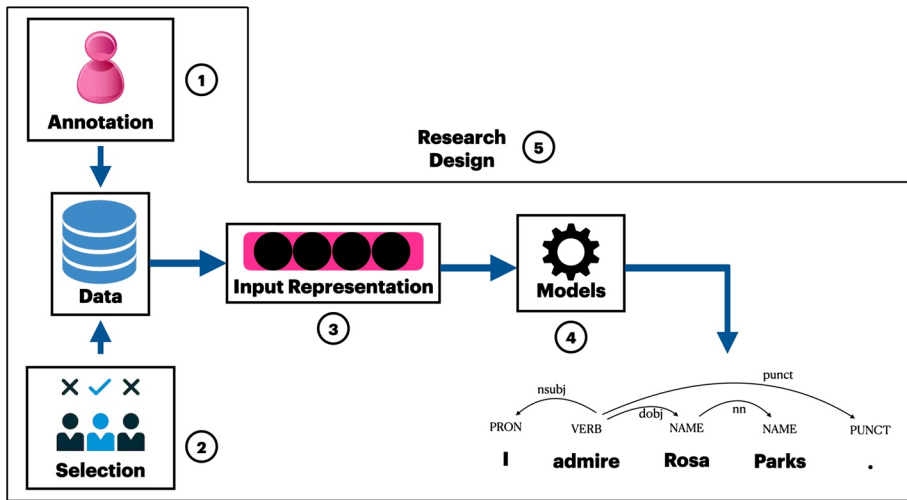 1
Annotation
Research
Design
5
Data
Input Representation
3
Models
4
Selection
2
punct
nsubj
dobj
nn
PRON VERB NAME NAME PUNCT
I admire Rosa Parks .